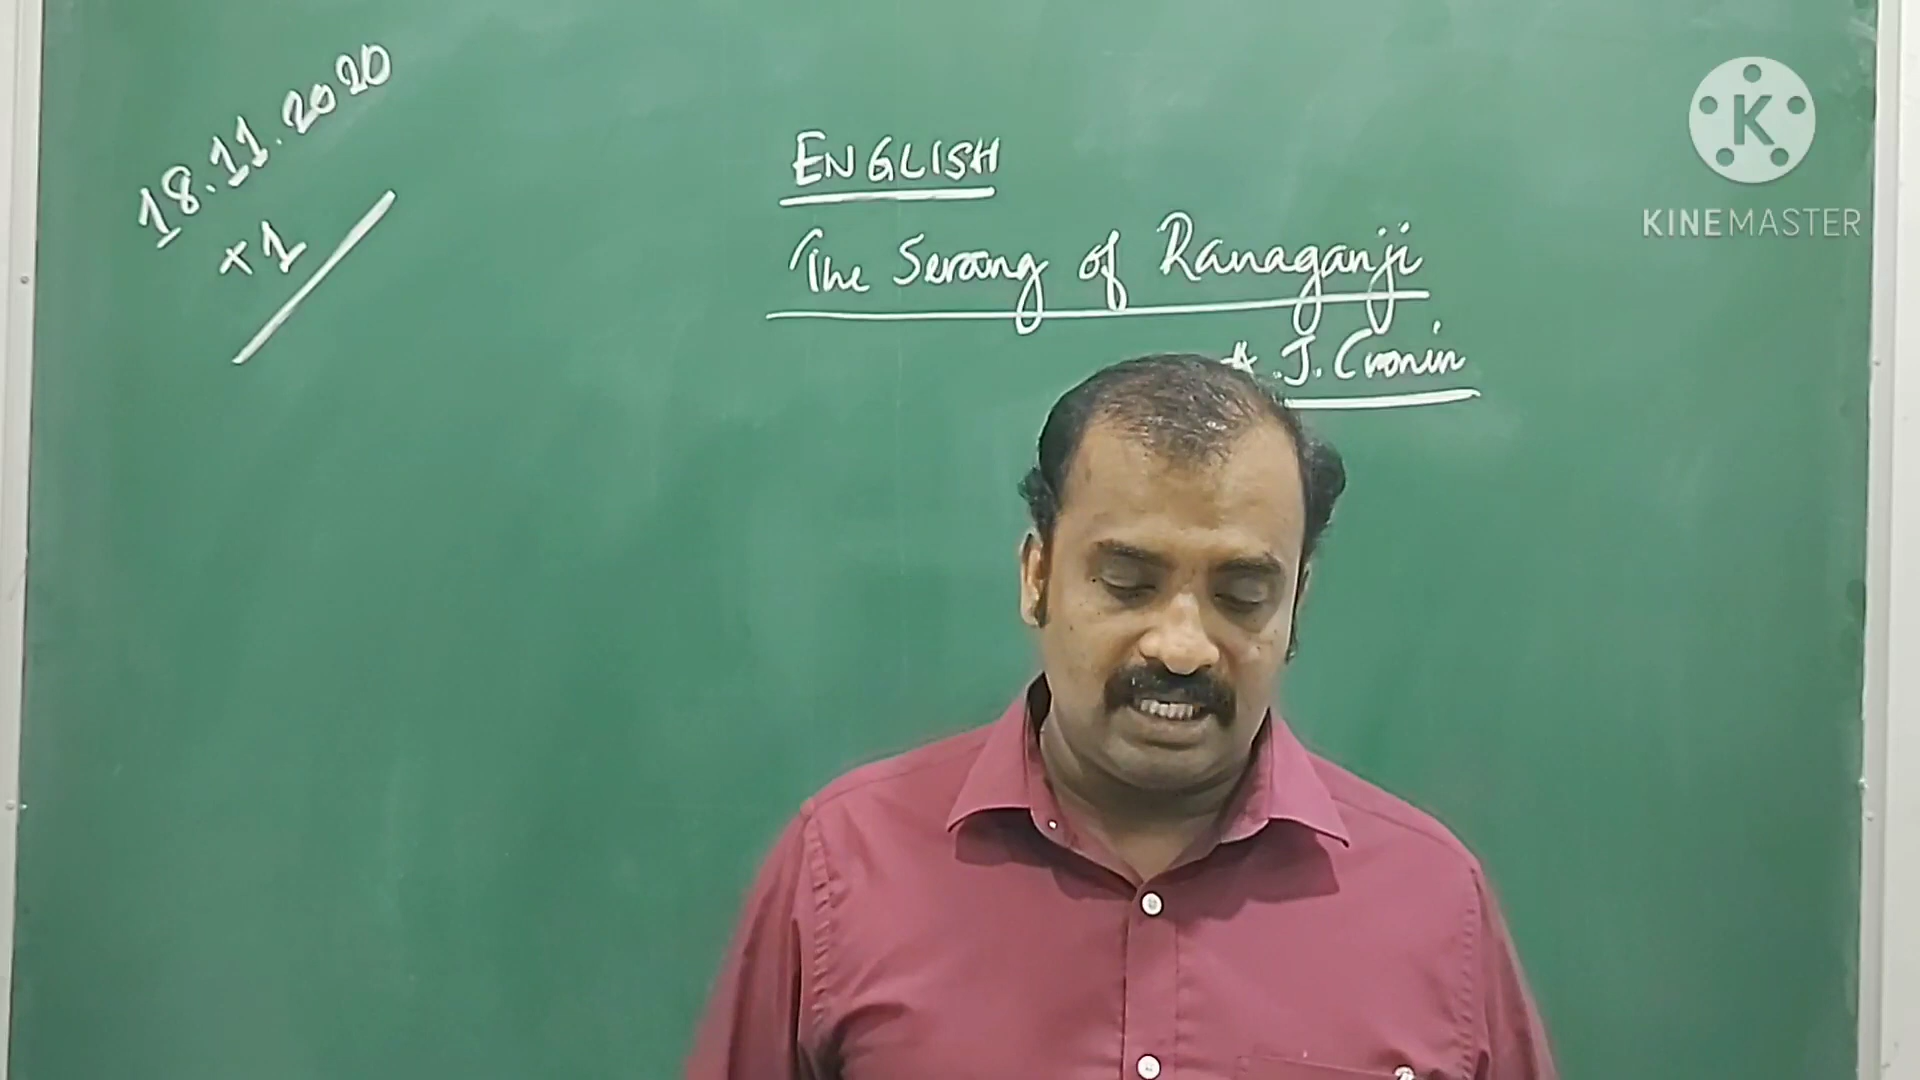 18.11.2020
+1
ENGLISH
The Serang of Ranaganji
A.J. Cronin
K
KINEMASTER